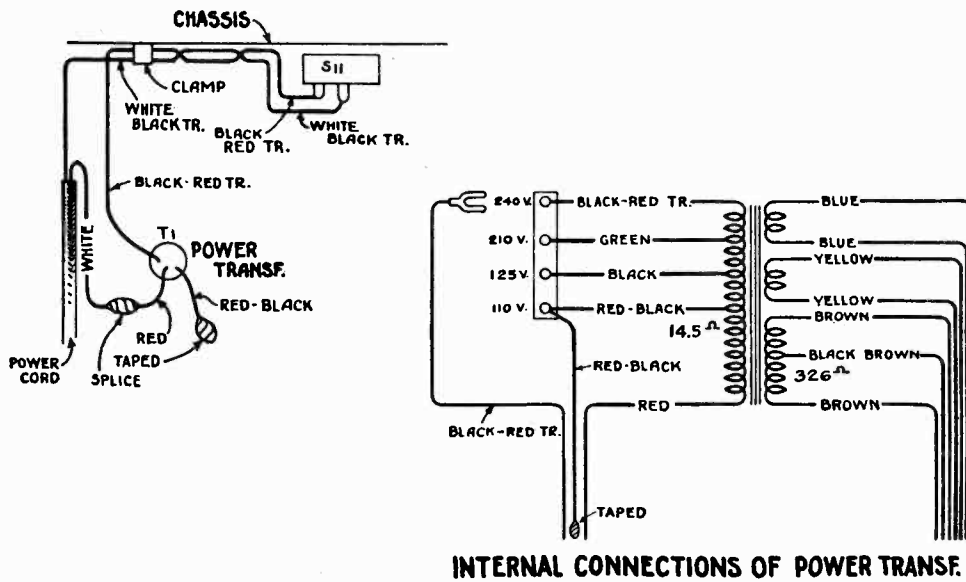 CHASSIS
S11
CLAMP
WHITE
BLACK TR.
BLACK
RED TR.
WHITE
BLACK TR.
BLACK-RED TR.
WHITE
T1
POWER
TRANSF.
RED-BLACK
RED
TAPED
SPLICE
POWER
CORD
240 V.
BLACK-RED TR.
BLUE
210 V.
GREEN
BLUE
YELLOW
125 V.
BLACK
YELLOW
110 V.
RED-BLACK
BROWN
14.5 Ω
BLACK BROWN
326 Ω
RED-BLACK
RED
BROWN
BLACK-RED TR.
TAPED
INTERNAL CONNECTIONS OF POWER TRANSF.